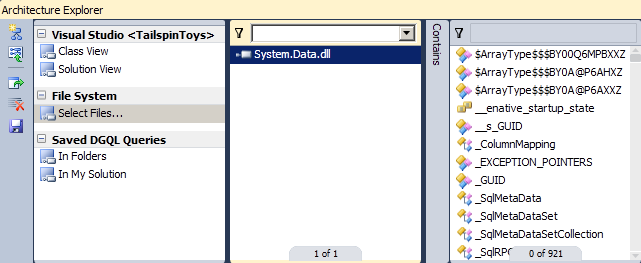 Architecture Explorer
Visual Studio <TailspinToys>
Class View
Solution View
File System
Select Files...
Saved DGQL Queries
In Folders
In My Solution
System.Data.dll
1 of 1
Contains
$ArrayType$$$BY00Q6MPBXXZ
$ArrayType$$$BY0A@P6AHXZ
$ArrayType$$$BY0A@P6AXXZ
__enative_startup_state
__s_GUID
_ColumnMapping
_EXCEPTION_POINTERS
_GUID
_SqlMetaData
_SqlMetaDataSet
_SqlMetaDataSetCollection
_SqlRPC
0 of 921